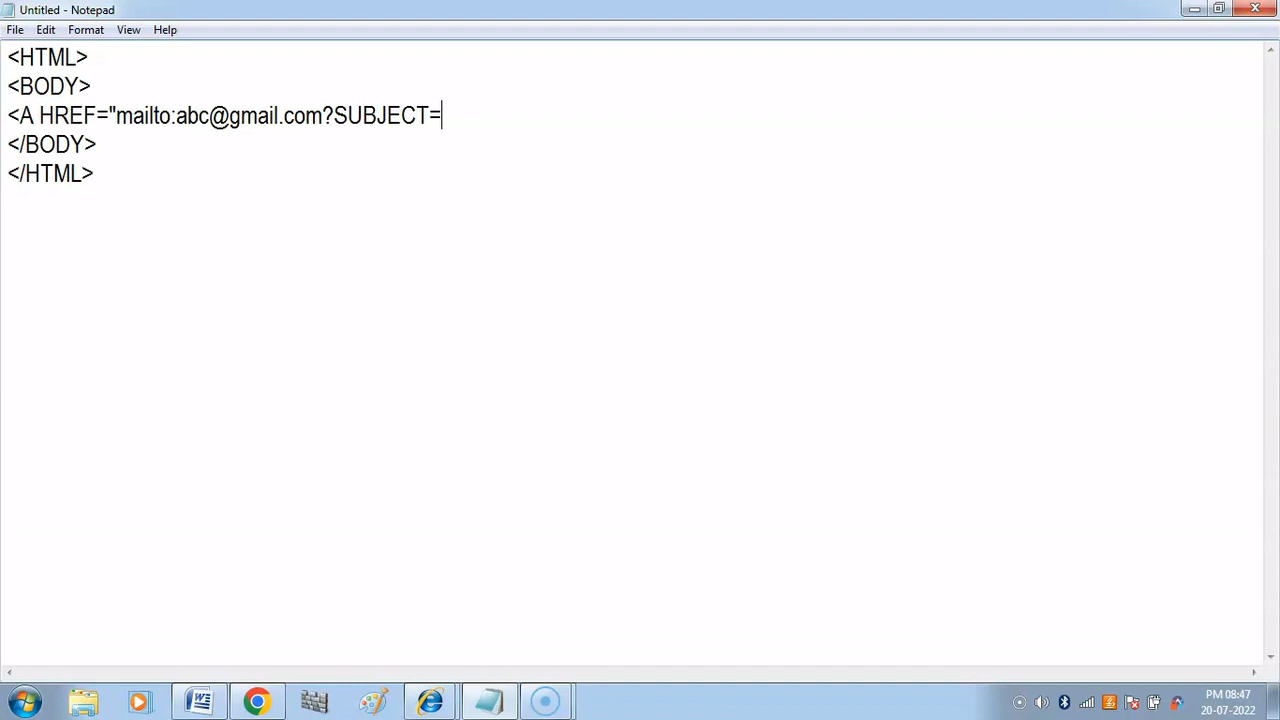 Untitled - Notepad
File Edit Format View Help
<HTML>
<BODY>
<A HREF="mailto:abc@gmail.com?SUBJECT=
</BODY>
</HTML>
PM 08:47
20-07-2022